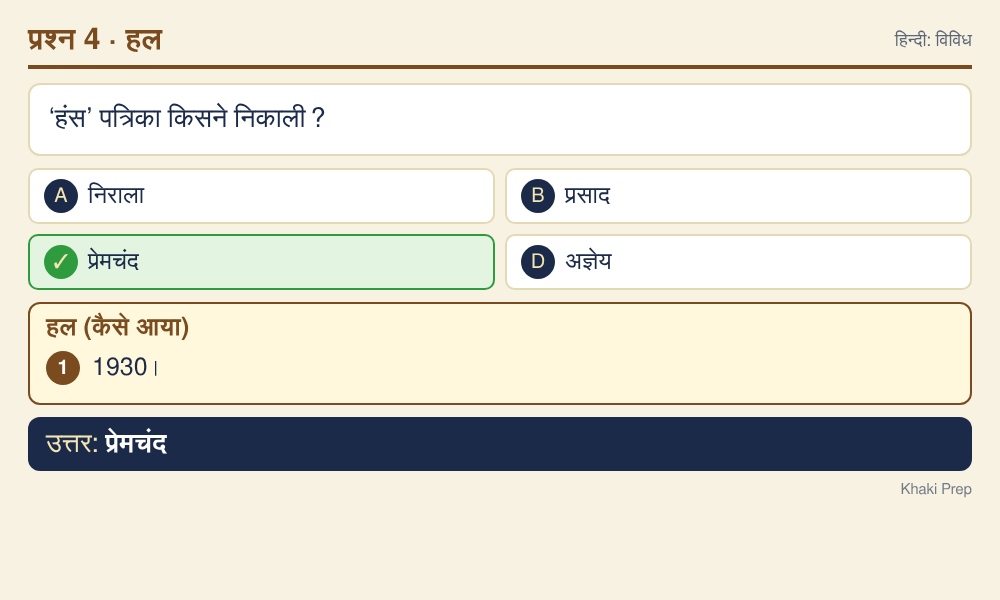 प्रश्न 4 · हल
हिन्दी: विविध
‘हंस’ पत्रिका किसने निकाली ?
A निराला
B प्रसाद
✓ प्रेमचंद
D अज्ञेय
हल (कैसे आया)
1 1930।
उत्तर: प्रेमचंद
Khaki Prep